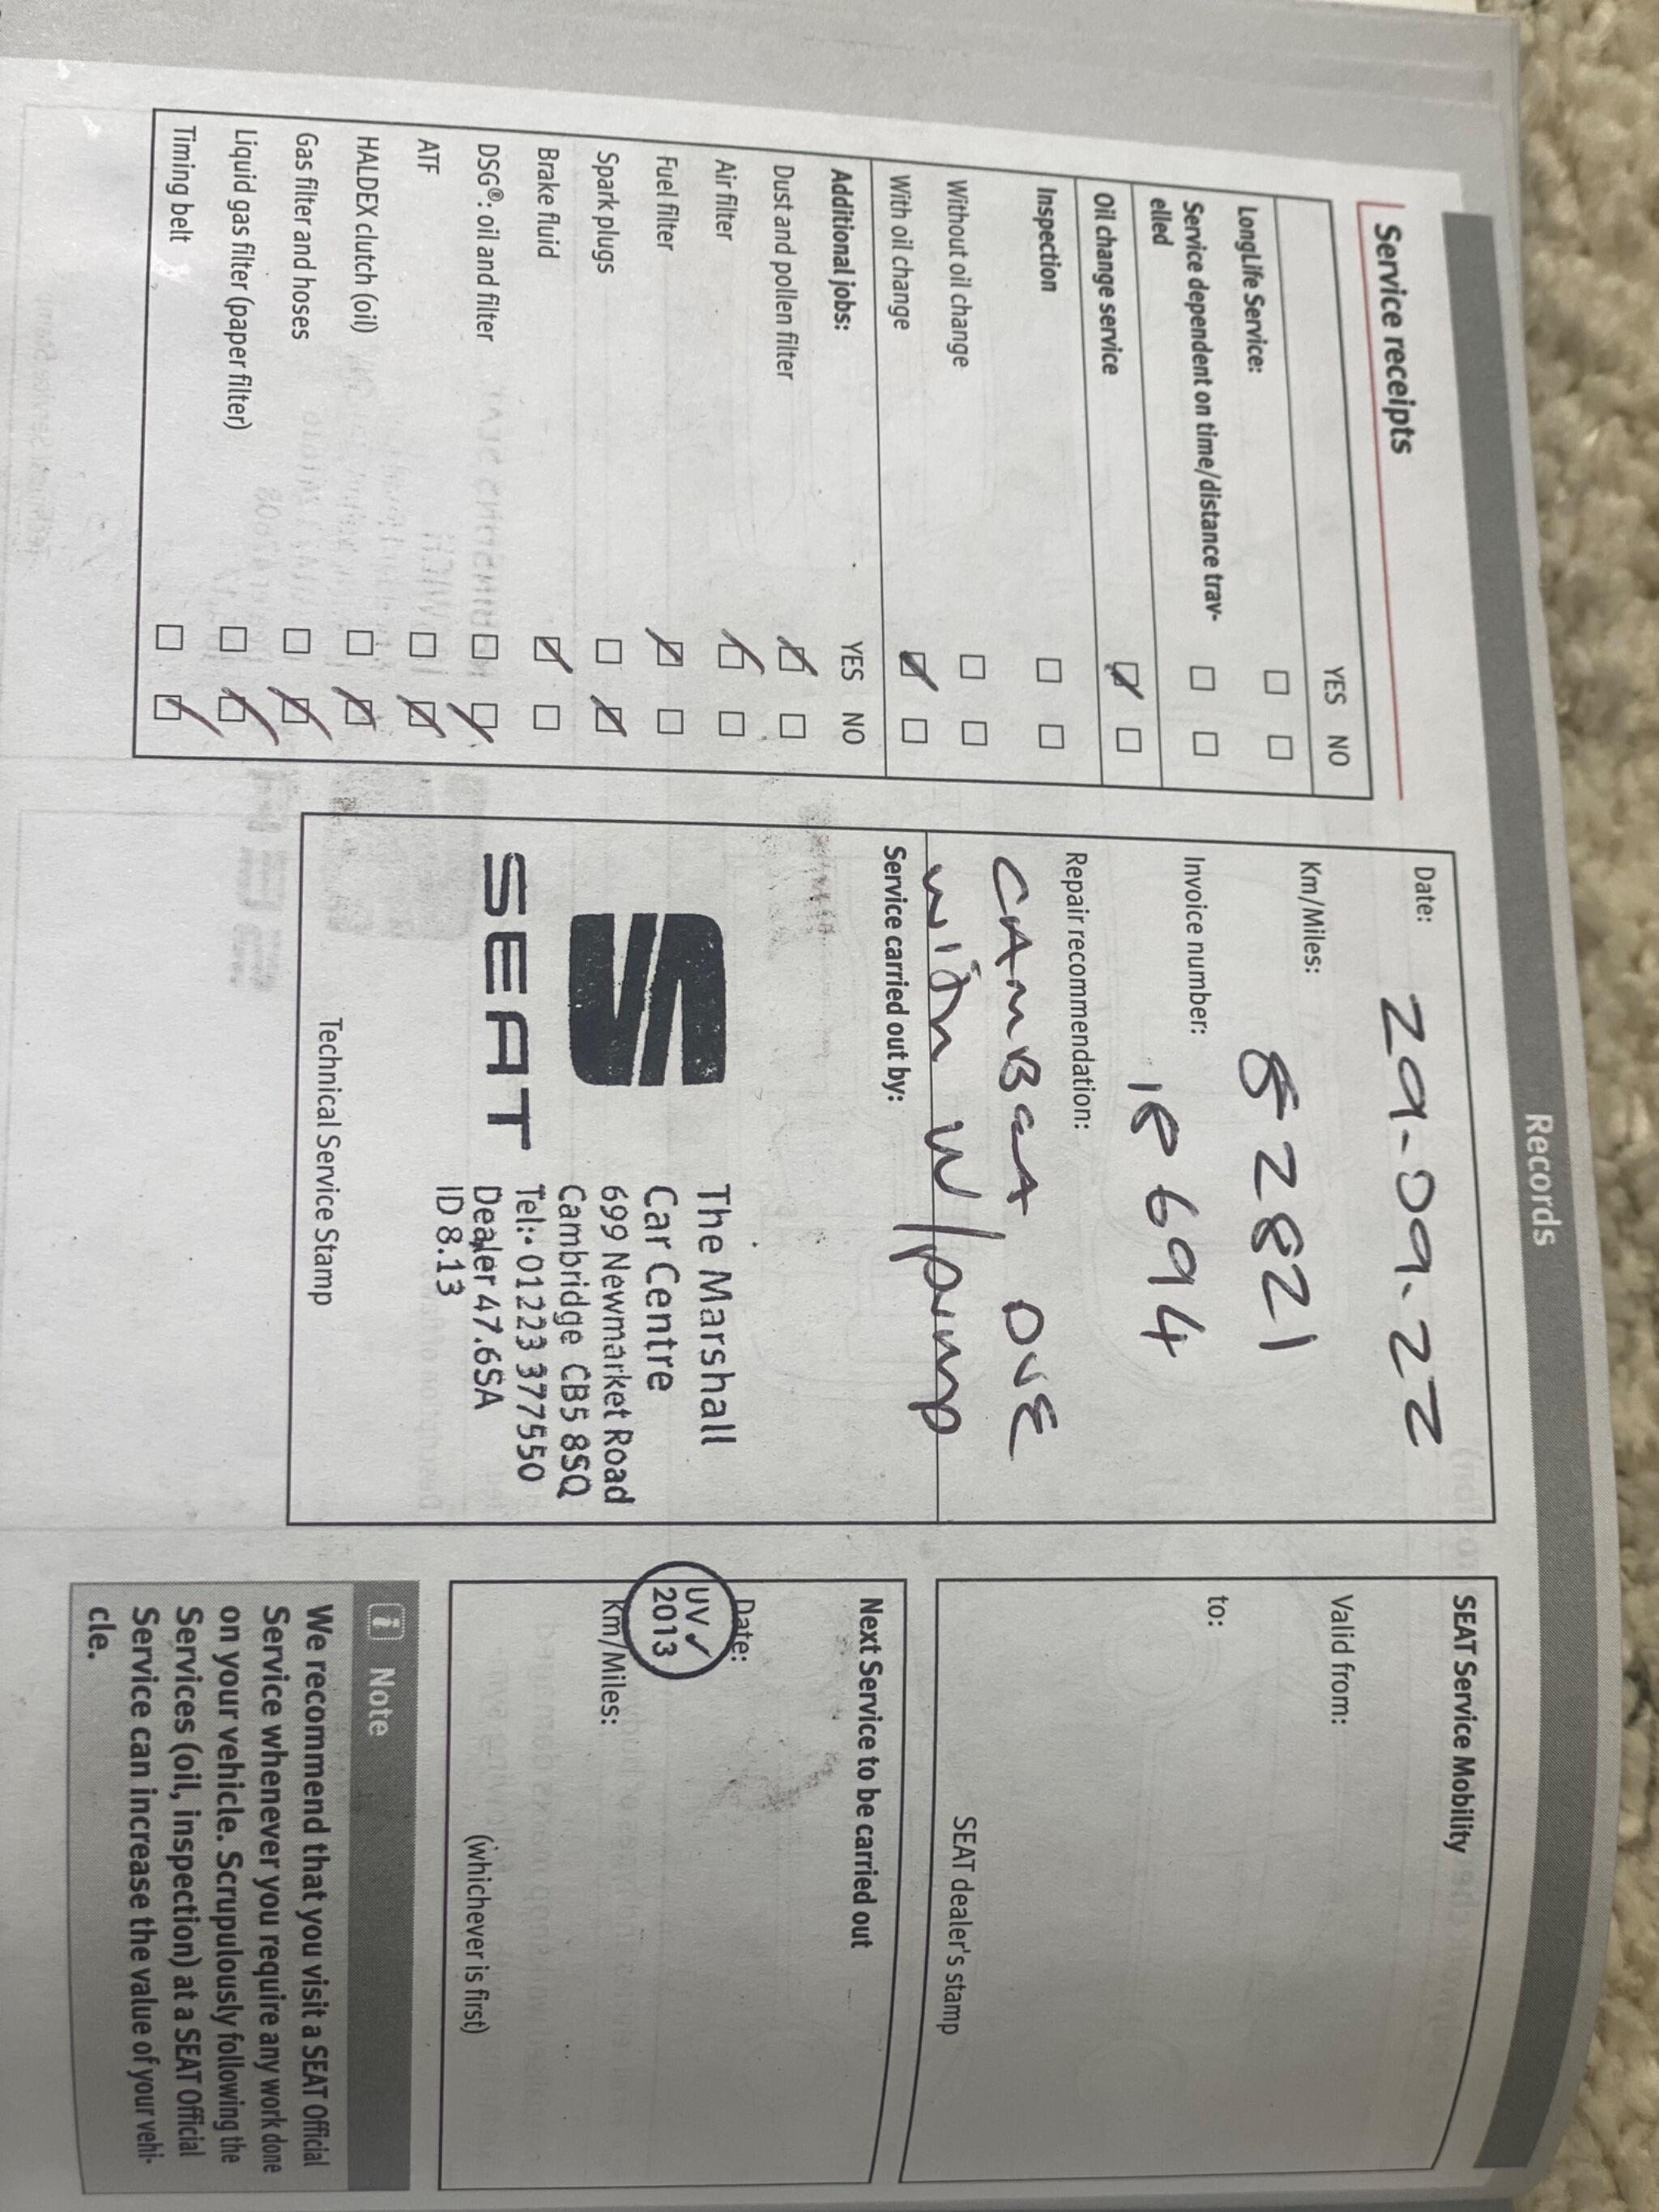 Records
Service receipts
YES NO
LongLife Service: ☐ ☐
Service dependent on time/distance trav-
elled ☐ ☐
Oil change service ☑ ☐
Inspection ☐ ☐
Without oil change ☐ ☐
With oil change ☑ ☐
Additional jobs: YES NO
Dust and pollen filter ☑ ☐
Air filter ☑ ☐
Fuel filter ☑ ☐
Spark plugs ☐ ☑
Brake fluid ☑ ☐
DSG®: oil and filter ☐ ☑
ATF ☐ ☑
HALDEX clutch (oil) ☐ ☑
Gas filter and hoses ☐ ☑
Liquid gas filter (paper filter) ☐ ☑
Timing belt ☐ ☑
Date: 29-09-22
Km/Miles: 82821
Invoice number: 18694
Repair recommendation:
CAMBELT DUE
with W/pump
Service carried out by:
SEAT
The Marshall
Car Centre
699 Newmarket Road
Cambridge CB5 8SQ
Tel: 01223 377550
Dealer 47.6SA
ID 8.13
Technical Service Stamp
SEAT Service Mobility
Valid from:
to:
SEAT dealer's stamp
Next Service to be carried out
Date:
UV✓
2013
Km/Miles:
(whichever is first)
i Note
We recommend that you visit a SEAT Official
Service whenever you require any work done
on your vehicle. Scrupulously following the
Services (oil, inspection) at a SEAT Official
Service can increase the value of your vehi-
cle.